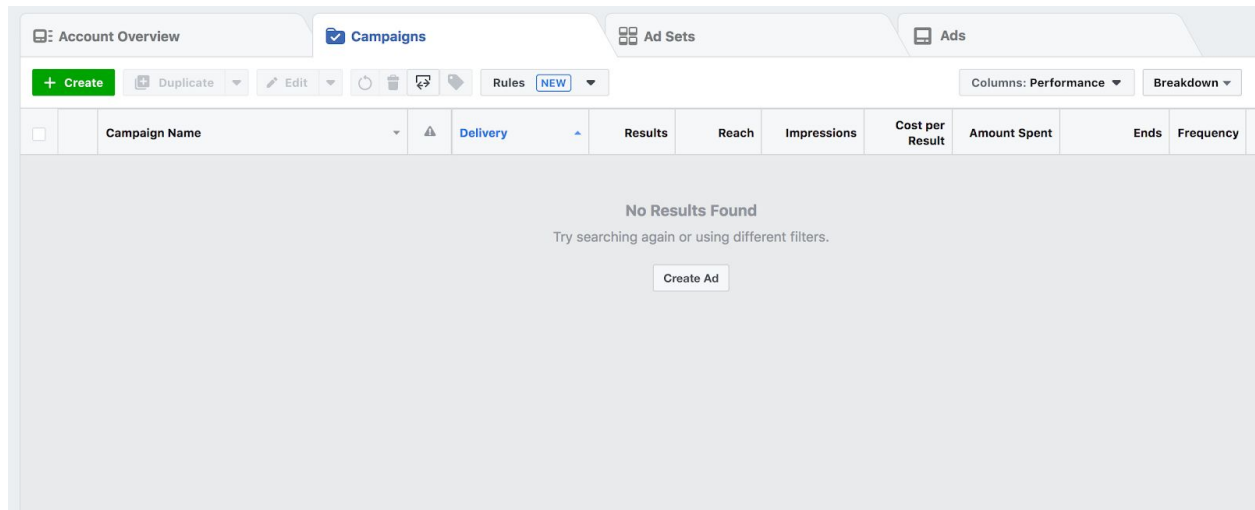 Account Overview
Campaigns
Ad Sets
Ads
+ Create
Duplicate
Edit
Rules NEW
Columns: Performance
Breakdown
Campaign Name
Delivery
Results
Reach
Impressions
Cost per
Result
Amount Spent
Ends
Frequency
No Results Found
Try searching again or using different filters.
Create Ad